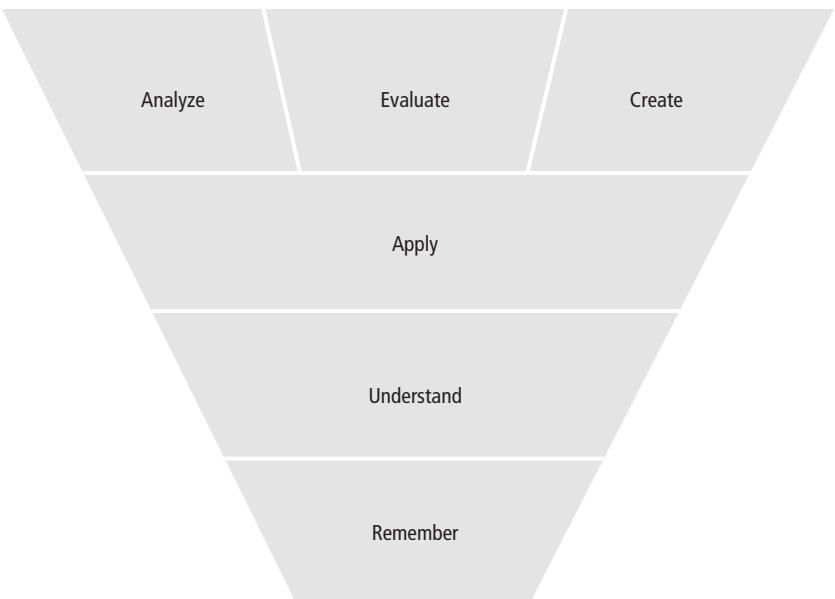 Analyze
Evaluate
Create
Apply
Understand
Remember